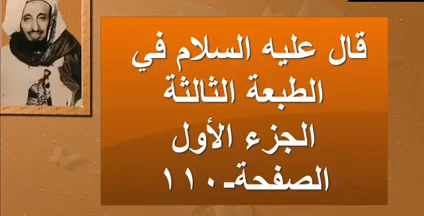 قال عليه السلام في
الطبعة الثالثة
الجزء الأول
الصفحة-١١٠